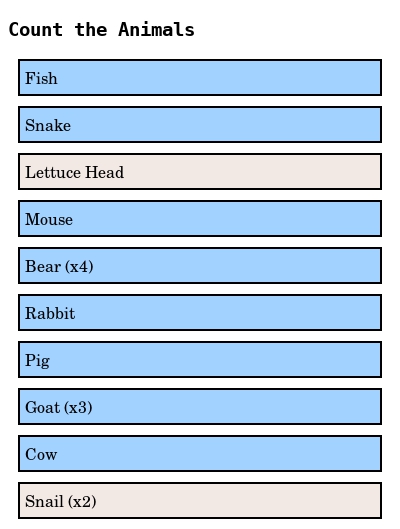 Count the Animals
Fish
Snake
Lettuce Head
Mouse
Bear (x4)
Rabbit
Pig
Goat (x3)
Cow
Snail (x2)